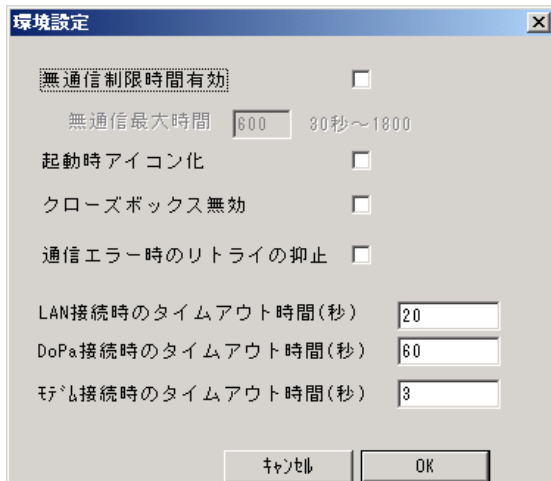 環境設定
無通信制限時間有効
無通信最大時間 600 30秒～1800
起動時アイコン化
クローズボックス無効
通信エラー時のリトライの抑止
LAN接続時のタイムアウト時間(秒) 20
DoPa接続時のタイムアウト時間(秒) 60
ﾓﾃﾞﾑ接続時のタイムアウト時間(秒) 3
ｷｬﾝｾﾙ OK